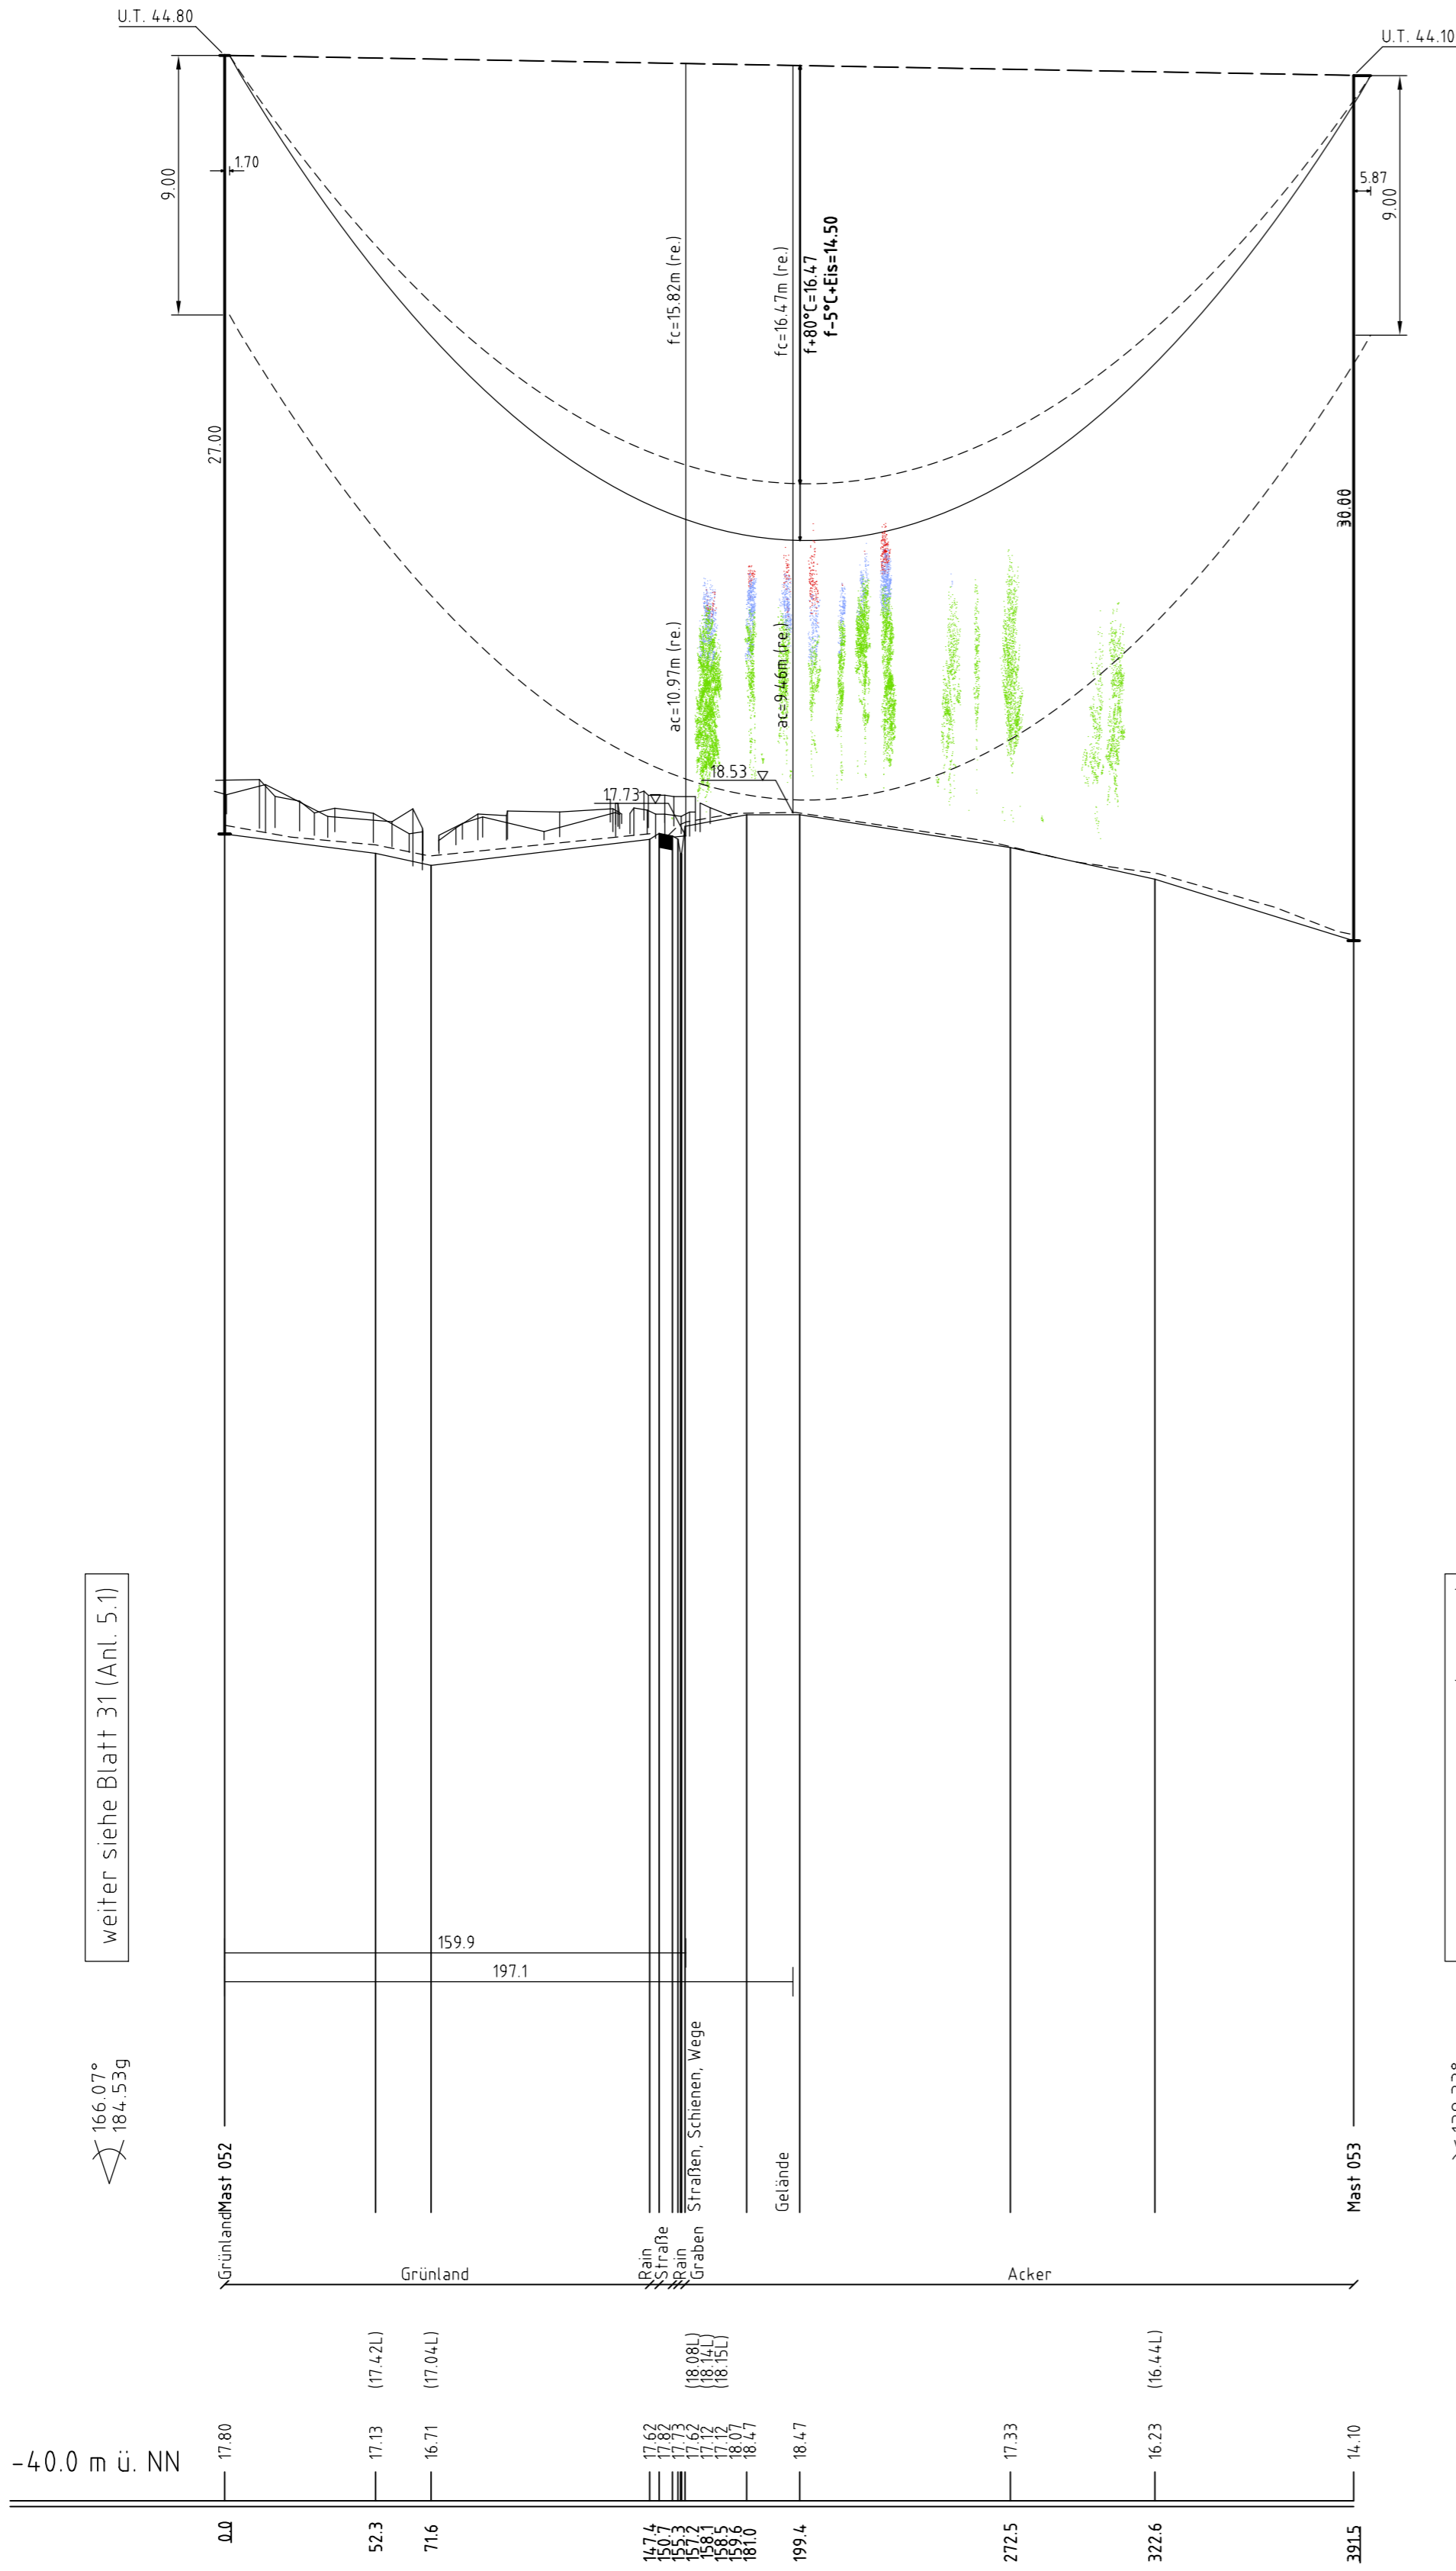 U.T. 44.80
U.T. 44.10
9.00
1.70
5.87
9.00
fc=15.82m (re.)
fc=16.47m (re.)
f+80°C=16.47
f-5°C+Eis=14.50
27.00
30.00
ac=10.97m (re.)
ac=9.46m (re.)
18.53
17.73
weiter siehe Blatt 31 (Anl. 5.1)
159.9
197.1
166.07°
184.53g
Mast 052
Mast 053
Straßen, Schienen, Wege
Gelände
Grünland
Grünland
Rain
Straße
Rain
Graben
Acker
(17.42L)
(17.04L)
(18.08L)
(18.14L)
(18.15L)
(16.44L)
-40.0 m ü. NN
17.80
17.13
16.71
17.62
17.82
17.73
17.62
17.12
17.12
18.07
18.47
18.47
17.33
16.23
14.10
0.0
52.3
71.6
147.4
150.7
155.3
157.2
158.1
158.5
159.6
181.0
199.4
272.5
322.6
391.5